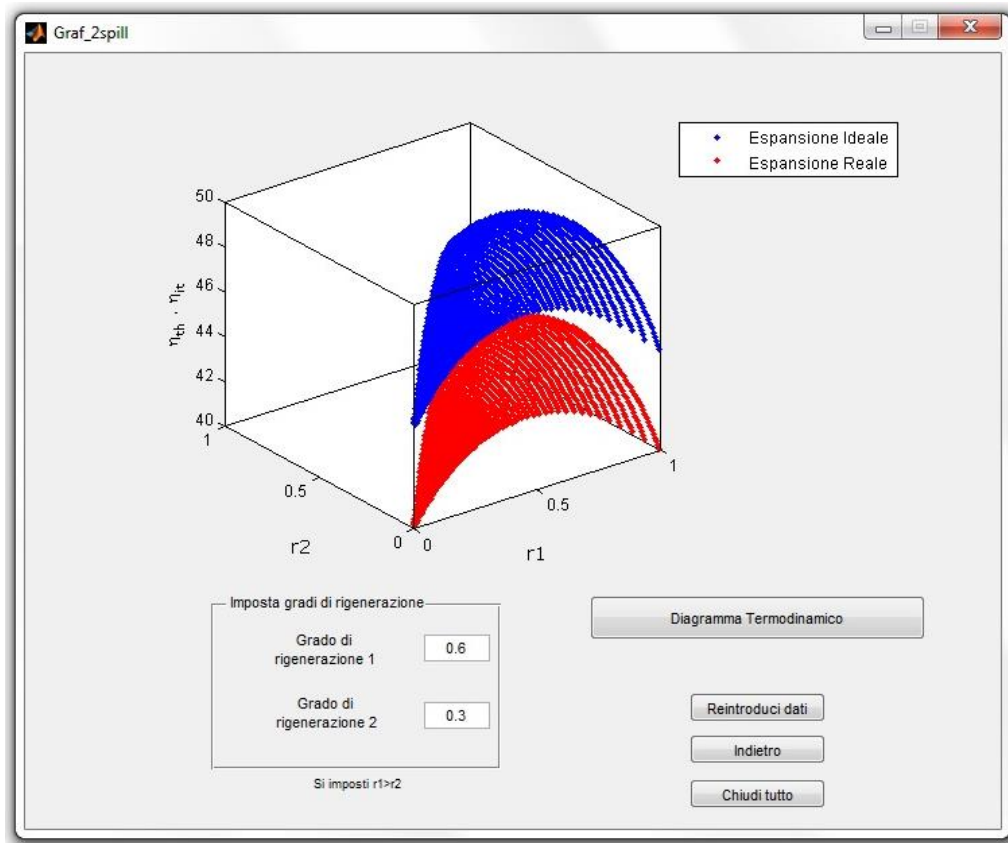 Graf_2spill
Espansione Ideale
Espansione Reale
50
48
46
44
42
40
η_th . η_it
1
0.5
0
r2
0
0.5
1
r1
Imposta gradi di rigenerazione
Grado di
rigenerazione 1
0.6
Grado di
rigenerazione 2
0.3
Si imposti r1>r2
Diagramma Termodinamico
Reintroduci dati
Indietro
Chiudi tutto